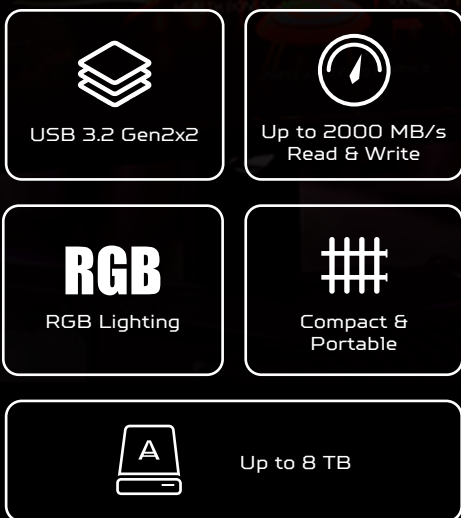 USB 3.2 Gen2x2
Up to 2000 MB/s
Read & Write
RGB
RGB Lighting
Compact &
Portable
A
Up to 8 TB